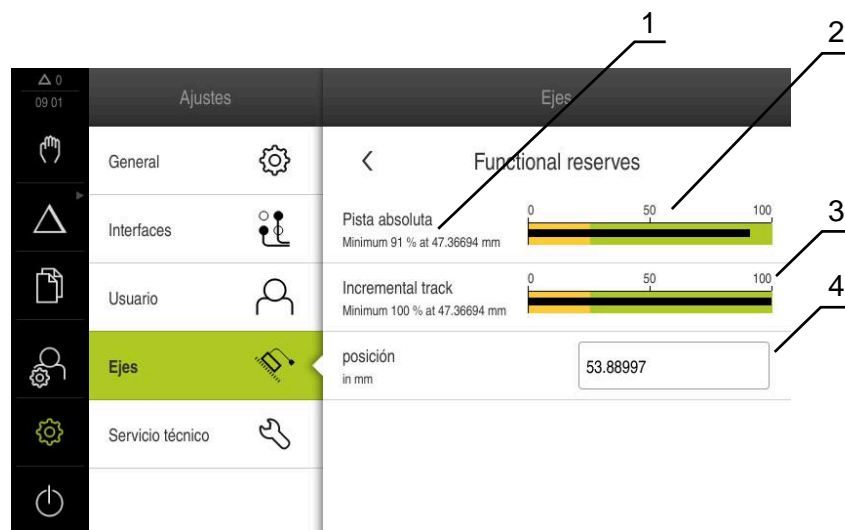 1
2
△ 0
09 01
Ajustes
Ejes
General
Functional reserves
Pista absoluta
Minimum 91 % at 47.36694 mm
0 50 100
Interfaces
3
Incremental track
Minimum 100 % at 47.36694 mm
0 50 100
Usuario
4
Ejes
posición
in mm
53.88997
Servicio técnico